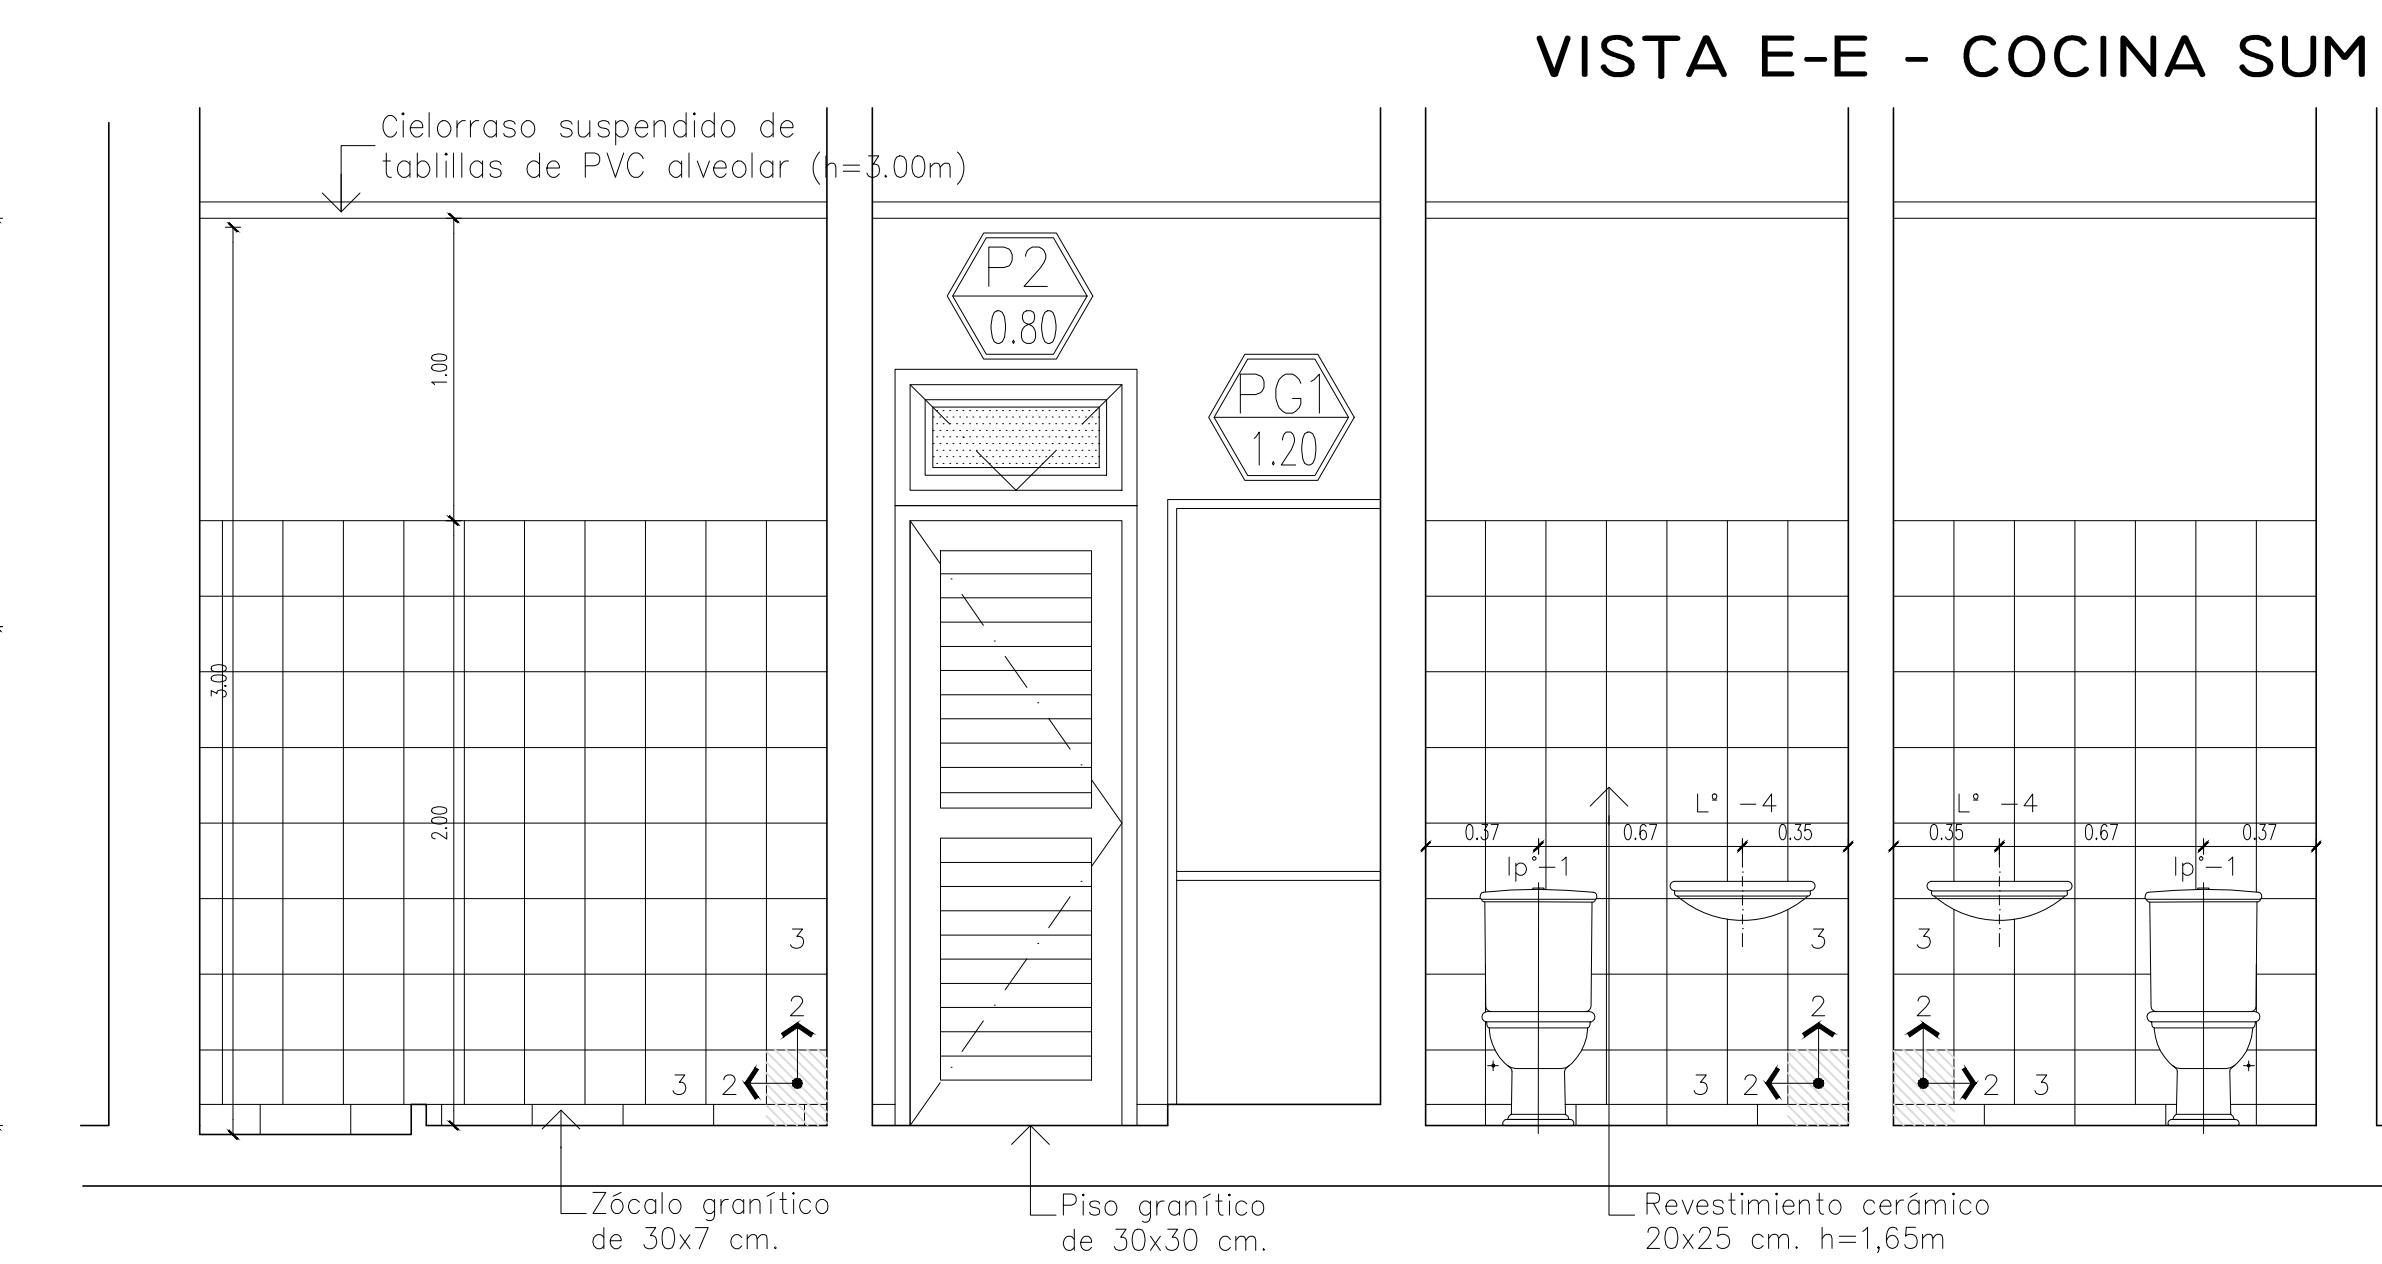 VISTA E-E - COCINA SUM
Cielorraso suspendido de
tablillas de PVC alveolar (h=3.00m)
P2
0.80
PG1
1.20
1.00
3.00
2.00
3
2
3 2
Lº -4
0.37 0.67 0.35
Ip°-1
3
2
3 2
Lº -4
0.35 0.67 0.37
Ip°-1
3
2
2 3
Zócalo granítico
de 30x7 cm.
Piso granítico
de 30x30 cm.
Revestimiento cerámico
20x25 cm. h=1,65m